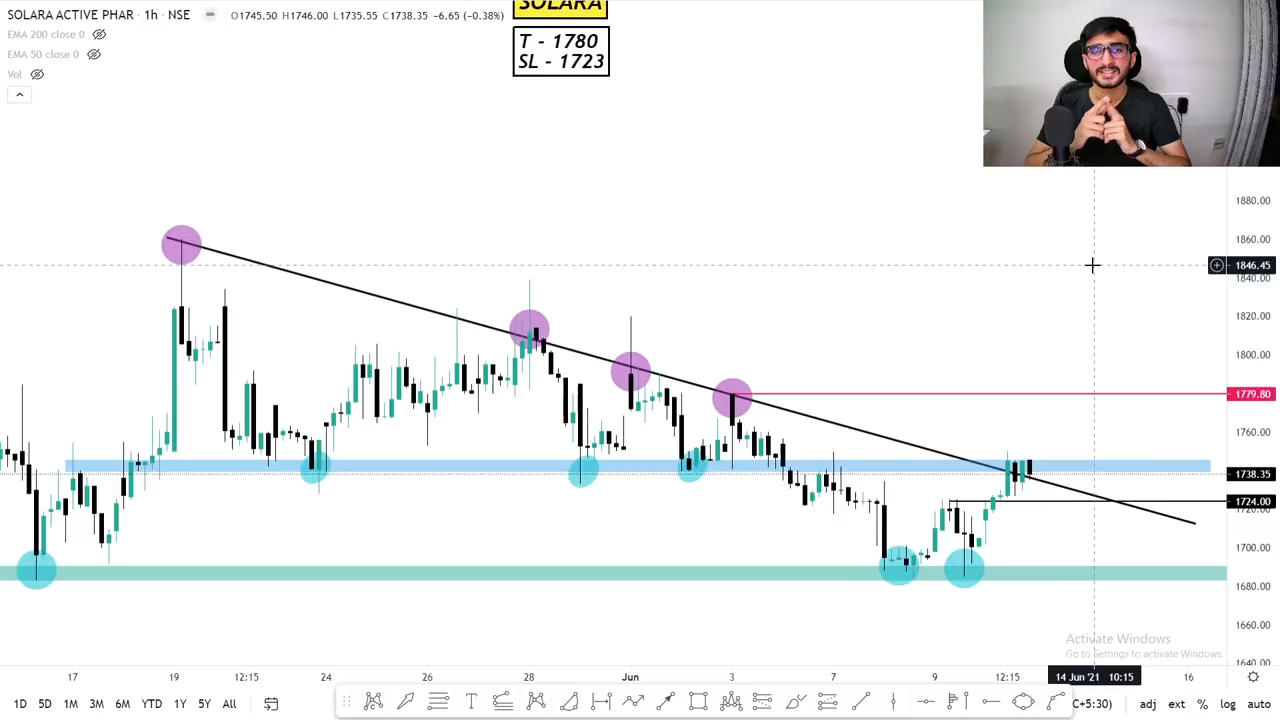 SOLARA
SOLARA ACTIVE PHAR · 1h · NSE O1745.50 H1746.00 L1735.55 C1738.35 -6.65 (-0.38%)
EMA 200 close 0
EMA 50 close 0
Vol
T - 1780
SL - 1723
1880.00
1860.00
1846.45
1840.00
1820.00
1800.00
1779.80
1760.00
1738.35
1724.00
1720.00
1700.00
1680.00
1660.00
1640.00
Activate Windows
Go to Settings to activate Windows.
17 19 12:15 24 26 28 Jun 3 7 9 12:15 14 Jun '21 10:15 16
1D 5D 1M 3M 6M YTD 1Y 5Y All C+5:30) adj ext % log auto